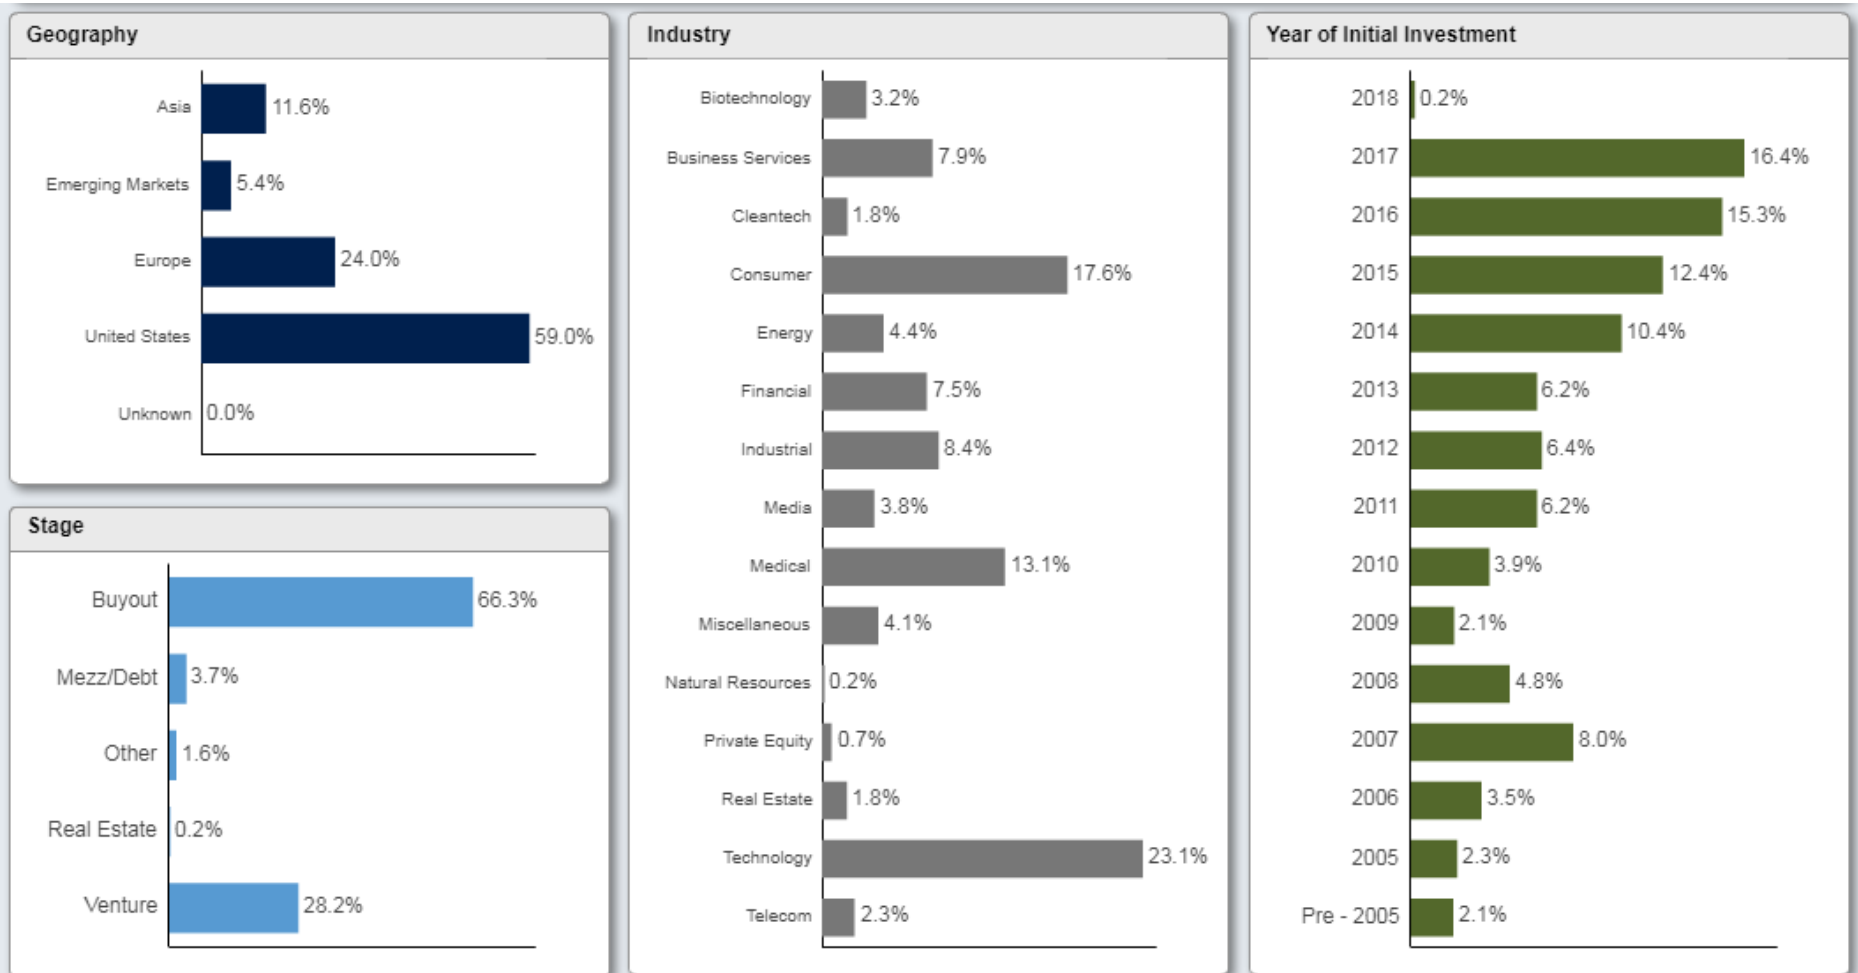 Geography
Asia 11.6%
Emerging Markets 5.4%
Europe 24.0%
United States 59.0%
Unknown 0.0%
Stage
Buyout 66.3%
Mezz/Debt 3.7%
Other 1.6%
Real Estate 0.2%
Venture 28.2%
Industry
Biotechnology 3.2%
Business Services 7.9%
Cleantech 1.8%
Consumer 17.6%
Energy 4.4%
Financial 7.5%
Industrial 8.4%
Media 3.8%
Medical 13.1%
Miscellaneous 4.1%
Natural Resources 0.2%
Private Equity 0.7%
Real Estate 1.8%
Technology 23.1%
Telecom 2.3%
Year of Initial Investment
2018 0.2%
2017 16.4%
2016 15.3%
2015 12.4%
2014 10.4%
2013 6.2%
2012 6.4%
2011 6.2%
2010 3.9%
2009 2.1%
2008 4.8%
2007 8.0%
2006 3.5%
2005 2.3%
Pre - 2005 2.1%